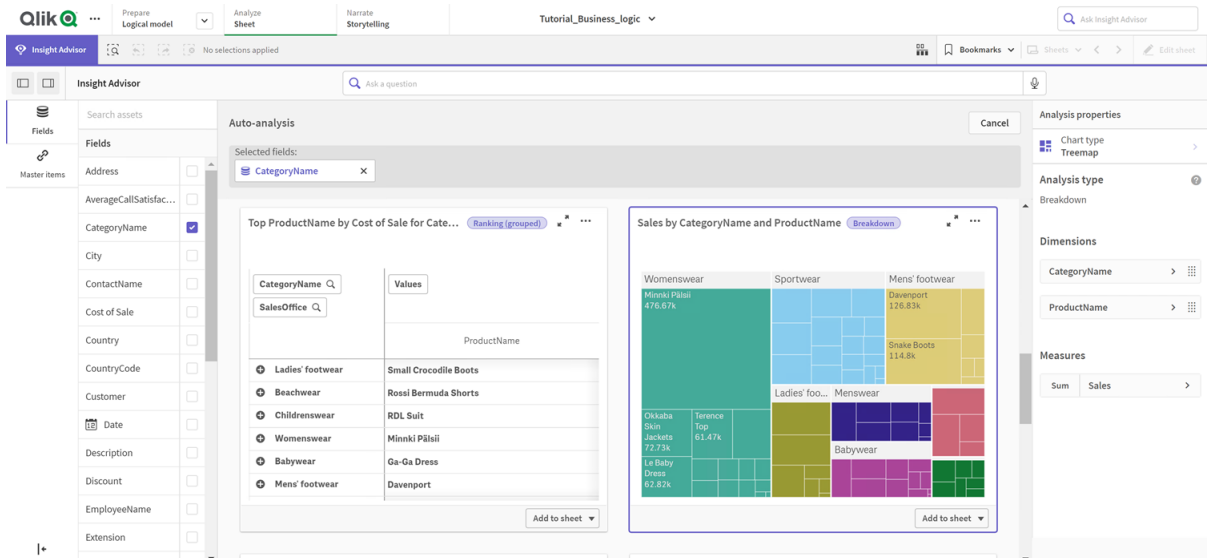 Qlik
Prepare
Logical model
Analyze
Sheet
Narrate
Storytelling
Tutorial_Business_logic
Ask Insight Advisor
Insight Advisor
No selections applied
Bookmarks
Sheets
Edit sheet
Insight Advisor
Ask a question
Fields
Master items
Search assets
Fields
Address
AverageCallSatisfac...
CategoryName
City
ContactName
Cost of Sale
Country
CountryCode
Customer
Date
Description
Discount
EmployeeName
Extension
Auto-analysis
Cancel
Selected fields:
CategoryName
Top ProductName by Cost of Sale for Cate...
Ranking (grouped)
CategoryName
Values
SalesOffice
ProductName
Ladies' footwear Small Crocodile Boots
Beachwear Rossi Bermuda Shorts
Childrenswear RDL Suit
Womenswear Minnki Pälsii
Babywear Ga-Ga Dress
Mens' footwear Davenport
Add to sheet
Sales by CategoryName and ProductName
Breakdown
Womenswear
Sportwear
Mens' footwear
Minnki Pälsii
476.67k
Davenport
126.83k
Snake Boots
114.8k
Ladies' foo...
Menswear
Okkaba
Skin
Jackets
72.73k
Terence
Top
61.47k
Babywear
Le Baby
Dress
62.82k
Add to sheet
Analysis properties
Chart type
Treemap
Analysis type
Breakdown
Dimensions
CategoryName
ProductName
Measures
Sum Sales